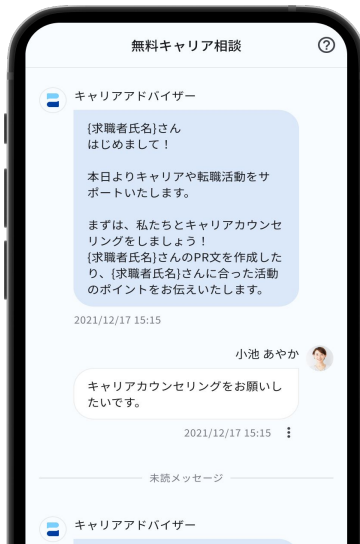 無料キャリア相談
キャリアアドバイザー
{求職者氏名}さん
はじめまして！
本日よりキャリアや転職活動をサ
ポートいたします。
まずは、私たちとキャリアカウンセ
リングをしましょう！
{求職者氏名}さんのPR文を作成した
り、{求職者氏名}さんに合った活動
のポイントをお伝えいたします。
2021/12/17 15:15
小池 あやか
キャリアカウンセリングをお願いし
たいです。
2021/12/17 15:15
未読メッセージ
キャリアアドバイザー